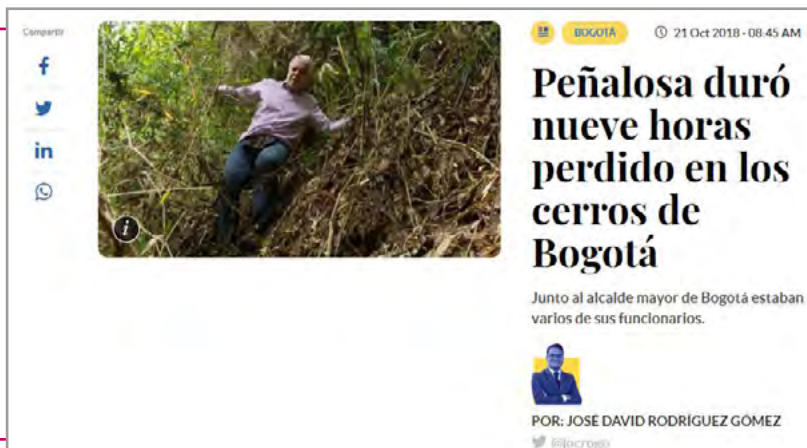 Compartir
BOGOTÁ
21 Oct 2018 - 08:45 AM
Peñalosa duró
nueve horas
perdido en los
cerros de
Bogotá
Junto al alcalde mayor de Bogotá estaban
varios de sus funcionarios.
POR: JOSÉ DAVID RODRÍGUEZ GÓMEZ